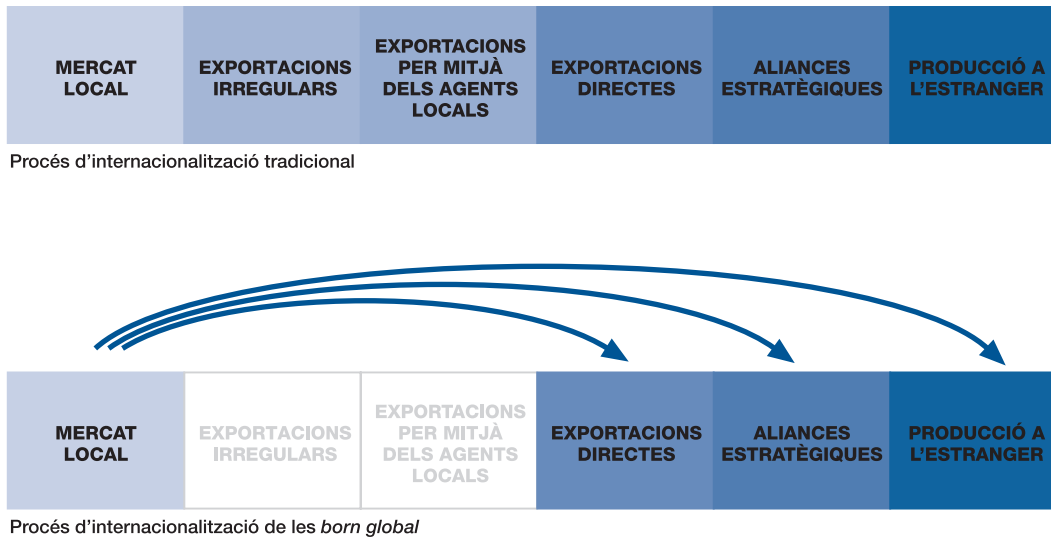 MERCAT
LOCAL
EXPORTACIONS
IRREGULARS
EXPORTACIONS
PER MITJÀ
DELS AGENTS
LOCALS
EXPORTACIONS
DIRECTES
ALIANCES
ESTRATÈGIQUES
PRODUCCIÓ A
L’ESTRANGER
Procés d’internacionalització tradicional
MERCAT
LOCAL
EXPORTACIONS
IRREGULARS
EXPORTACIONS
PER MITJÀ
DELS AGENTS
LOCALS
EXPORTACIONS
DIRECTES
ALIANCES
ESTRATÈGIQUES
PRODUCCIÓ A
L’ESTRANGER
Procés d’internacionalització de les born global